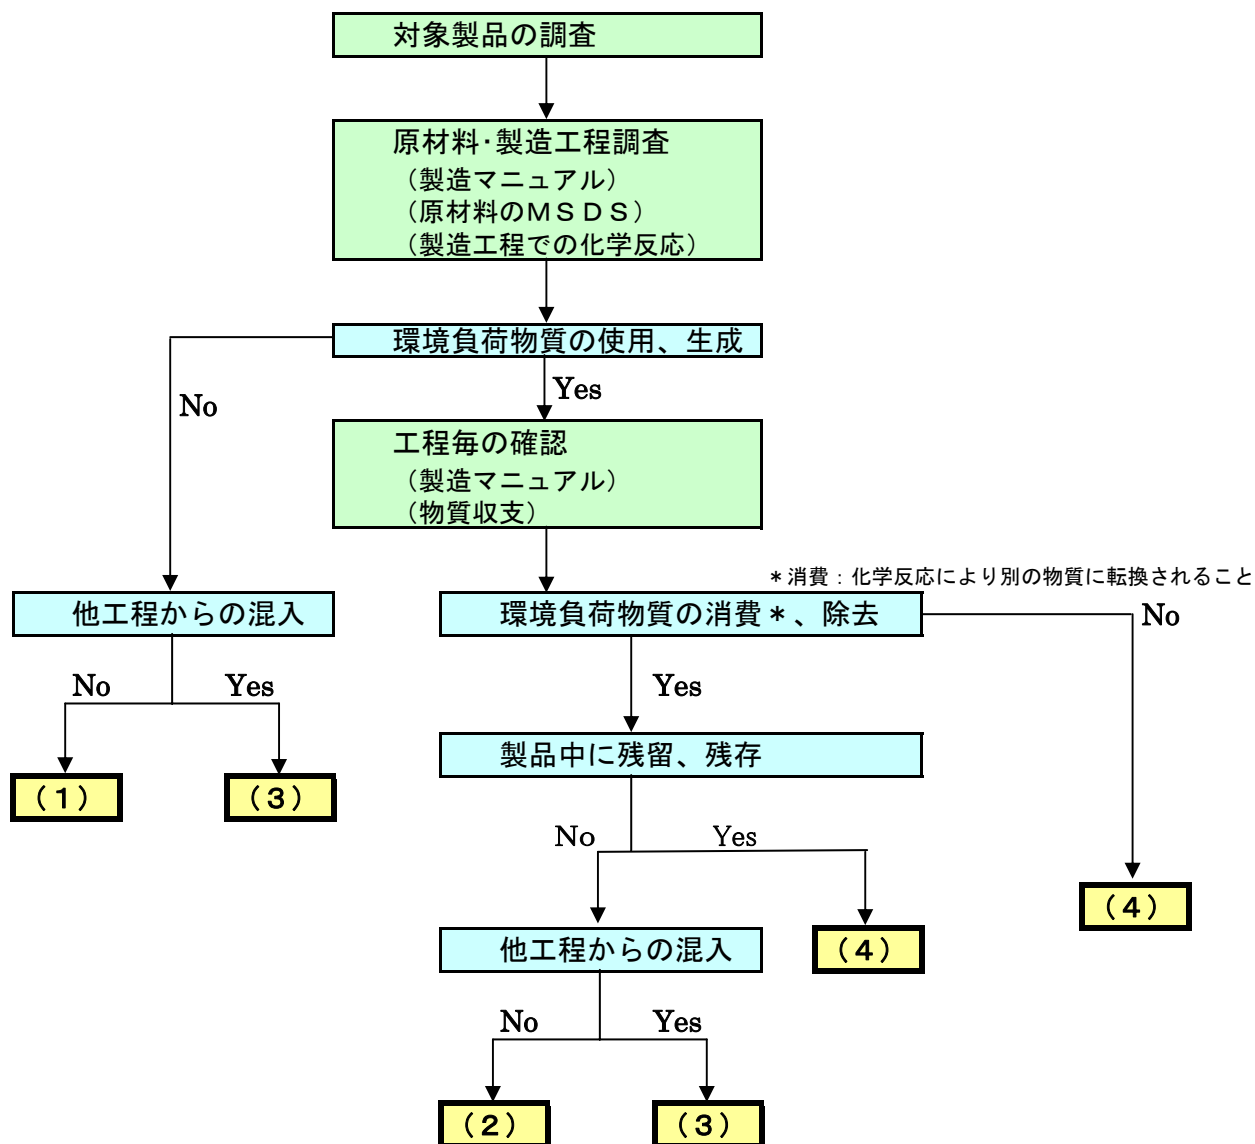 対象製品の調査
原材料・製造工程調査
（製造マニュアル）
（原材料のＭＳＤＳ）
（製造工程での化学反応）
環境負荷物質の使用、生成
No
Yes
工程毎の確認
（製造マニュアル）
（物質収支）
＊消費：化学反応により別の物質に転換されること
他工程からの混入
環境負荷物質の消費＊、除去
No
No
Yes
Yes
製品中に残留、残存
（１）
（３）
No
Yes
（４）
他工程からの混入
（４）
No
Yes
（２）
（３）